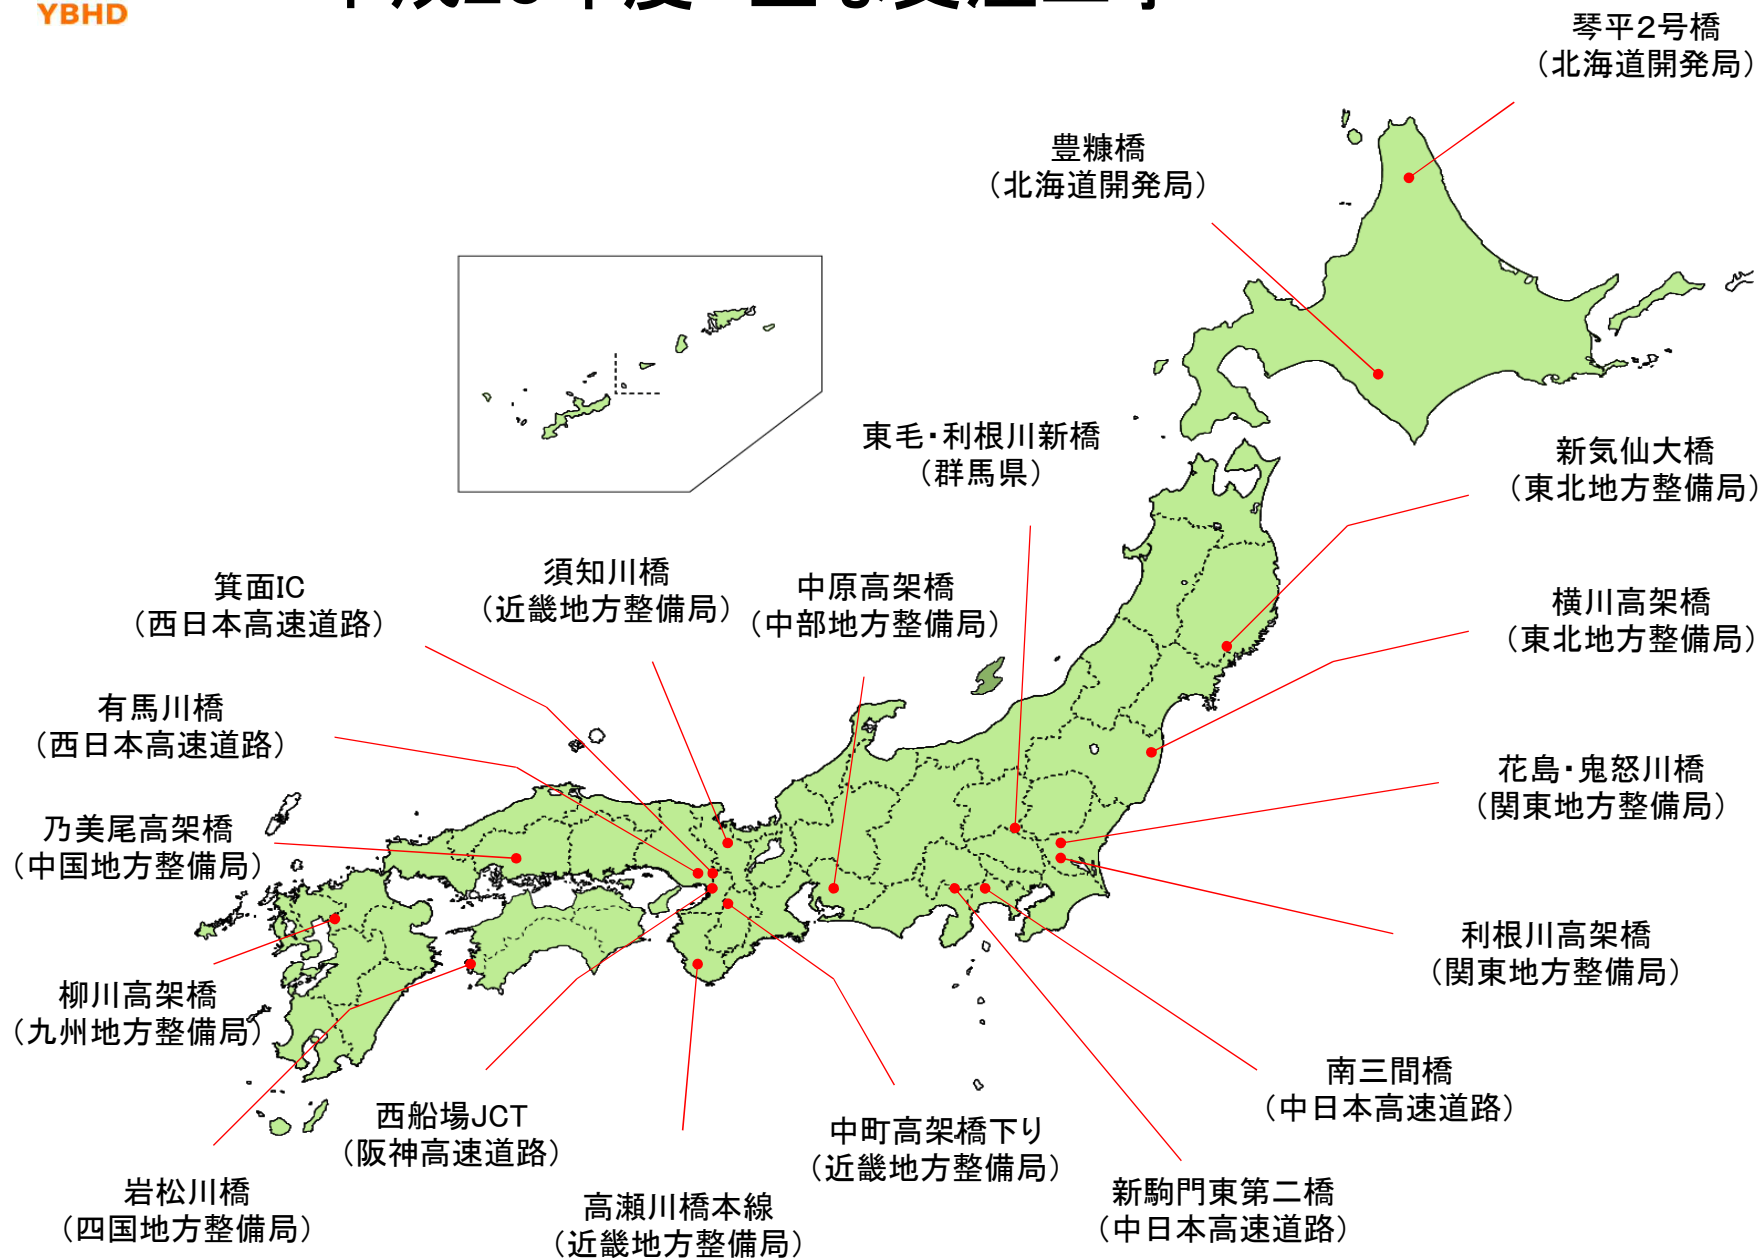 YBHD
琴平2号橋
（北海道開発局）
豊糠橋
（北海道開発局）
東毛・利根川新橋
（群馬県）
新気仙大橋
（東北地方整備局）
箕面IC
（西日本高速道路）
須知川橋
（近畿地方整備局）
中原高架橋
（中部地方整備局）
横川高架橋
（東北地方整備局）
有馬川橋
（西日本高速道路）
花島・鬼怒川橋
（関東地方整備局）
乃美尾高架橋
（中国地方整備局）
利根川高架橋
（関東地方整備局）
柳川高架橋
（九州地方整備局）
南三間橋
（中日本高速道路）
西船場JCT
（阪神高速道路）
中町高架橋下り
（近畿地方整備局）
岩松川橋
（四国地方整備局）
高瀬川橋本線
（近畿地方整備局）
新駒門東第二橋
（中日本高速道路）